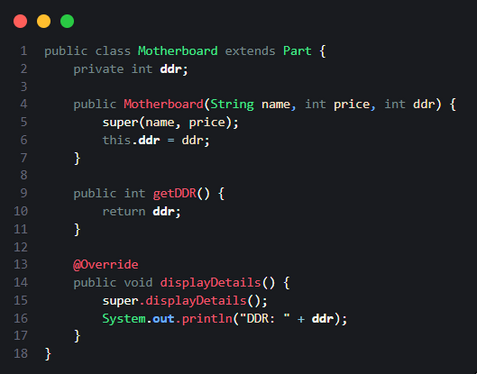 1 public class Motherboard extends Part {
2     private int ddr;
3
4     public Motherboard(String name, int price, int ddr) {
5         super(name, price);
6         this.ddr = ddr;
7     }
8
9     public int getDDR() {
10         return ddr;
11     }
12
13     @Override
14     public void displayDetails() {
15         super.displayDetails();
16         System.out.println("DDR: " + ddr);
17     }
18 }